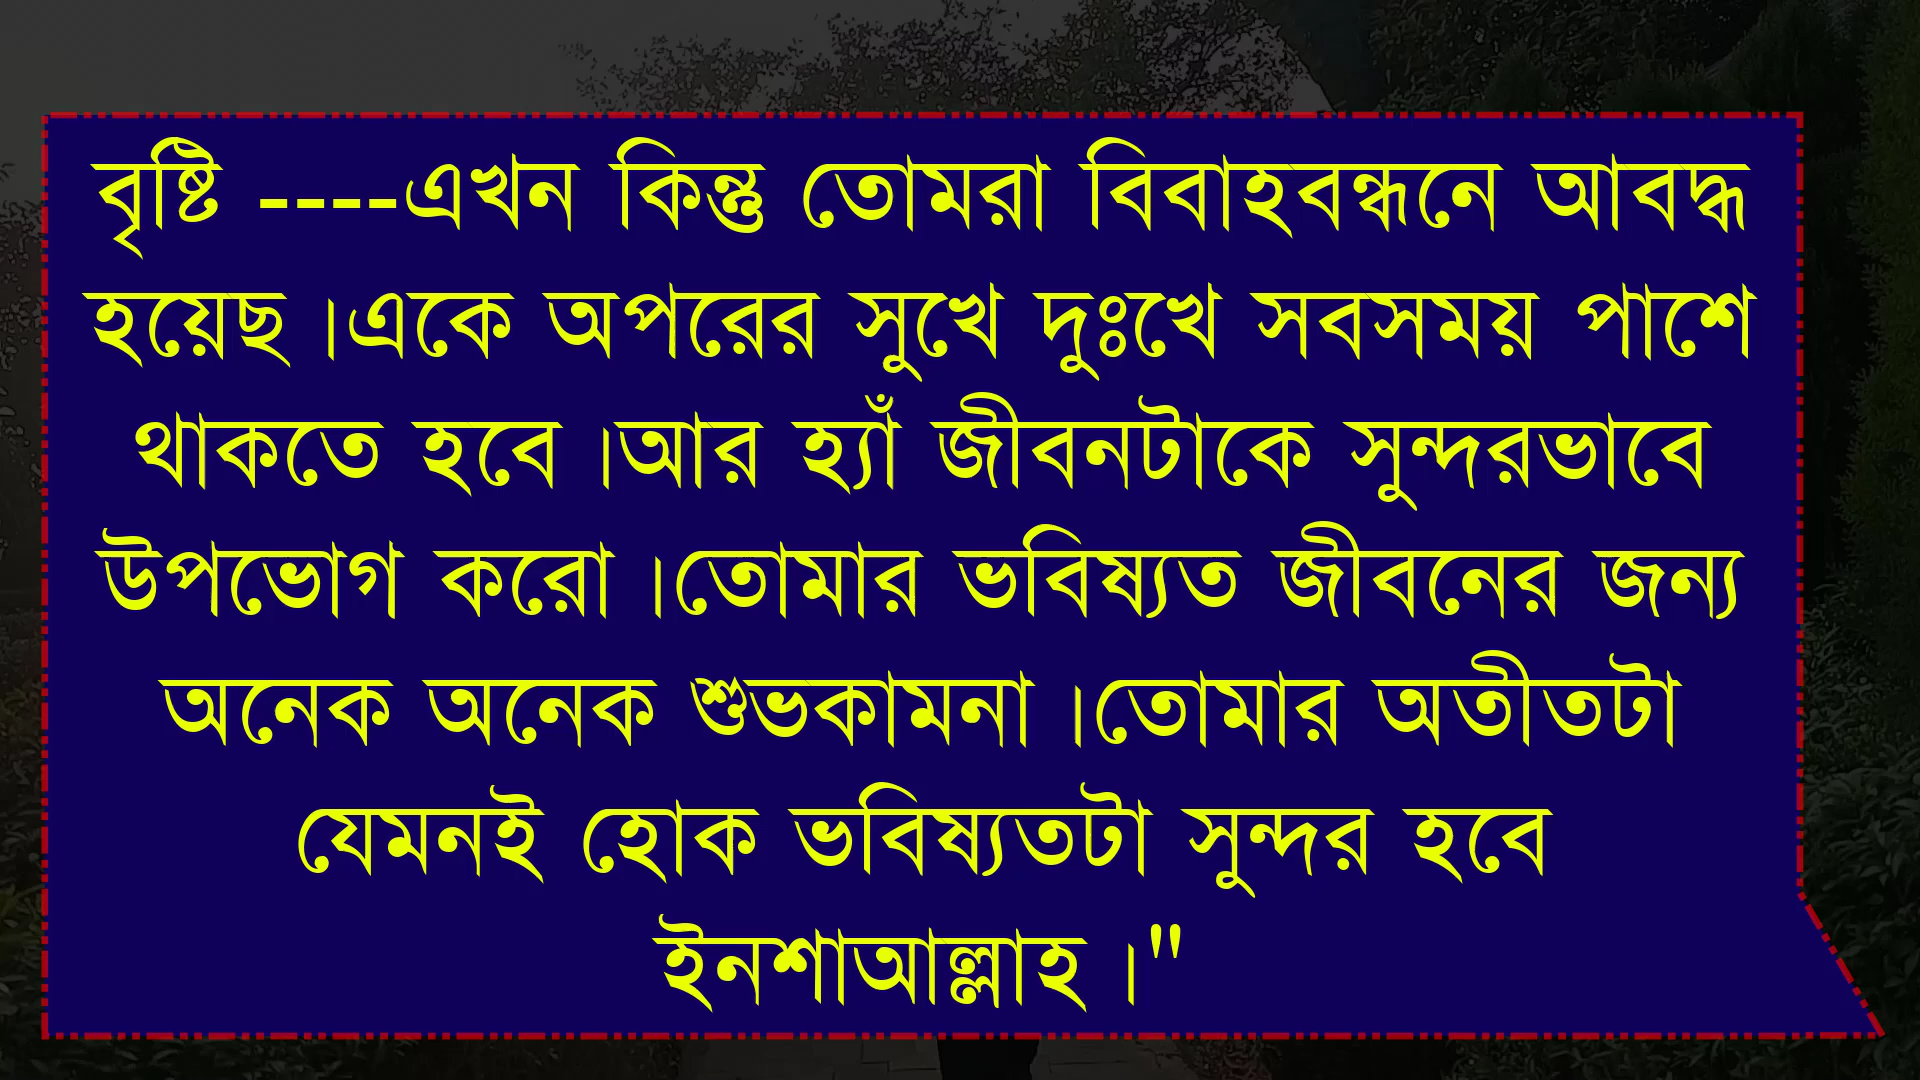 বৃষ্টি ----এখন কিন্তু তোমরা বিবাহবন্ধনে আবদ্ধ
হয়েছ ।একে অপরের সুখে দুঃখে সবসময় পাশে
থাকতে হবে ।আর হ্যাঁ জীবনটাকে সুন্দরভাবে
উপভোগ করো ।তোমার ভবিষ্যত জীবনের জন্য
অনেক অনেক শুভকামনা ।তোমার অতীতটা
যেমনই হোক ভবিষ্যতটা সুন্দর হবে
ইনশাআল্লাহ ।"